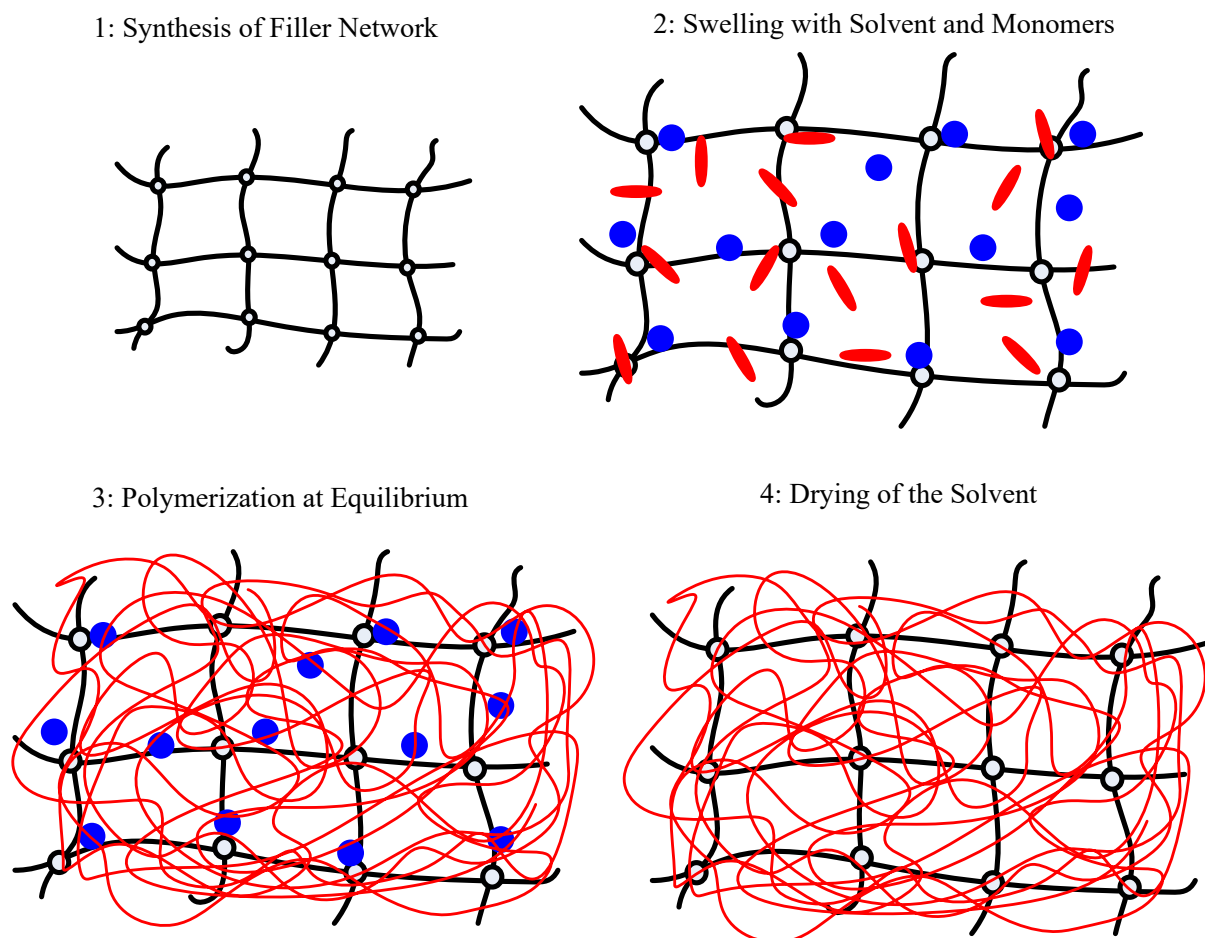 1: Synthesis of Filler Network
2: Swelling with Solvent and Monomers
3: Polymerization at Equilibrium
4: Drying of the Solvent